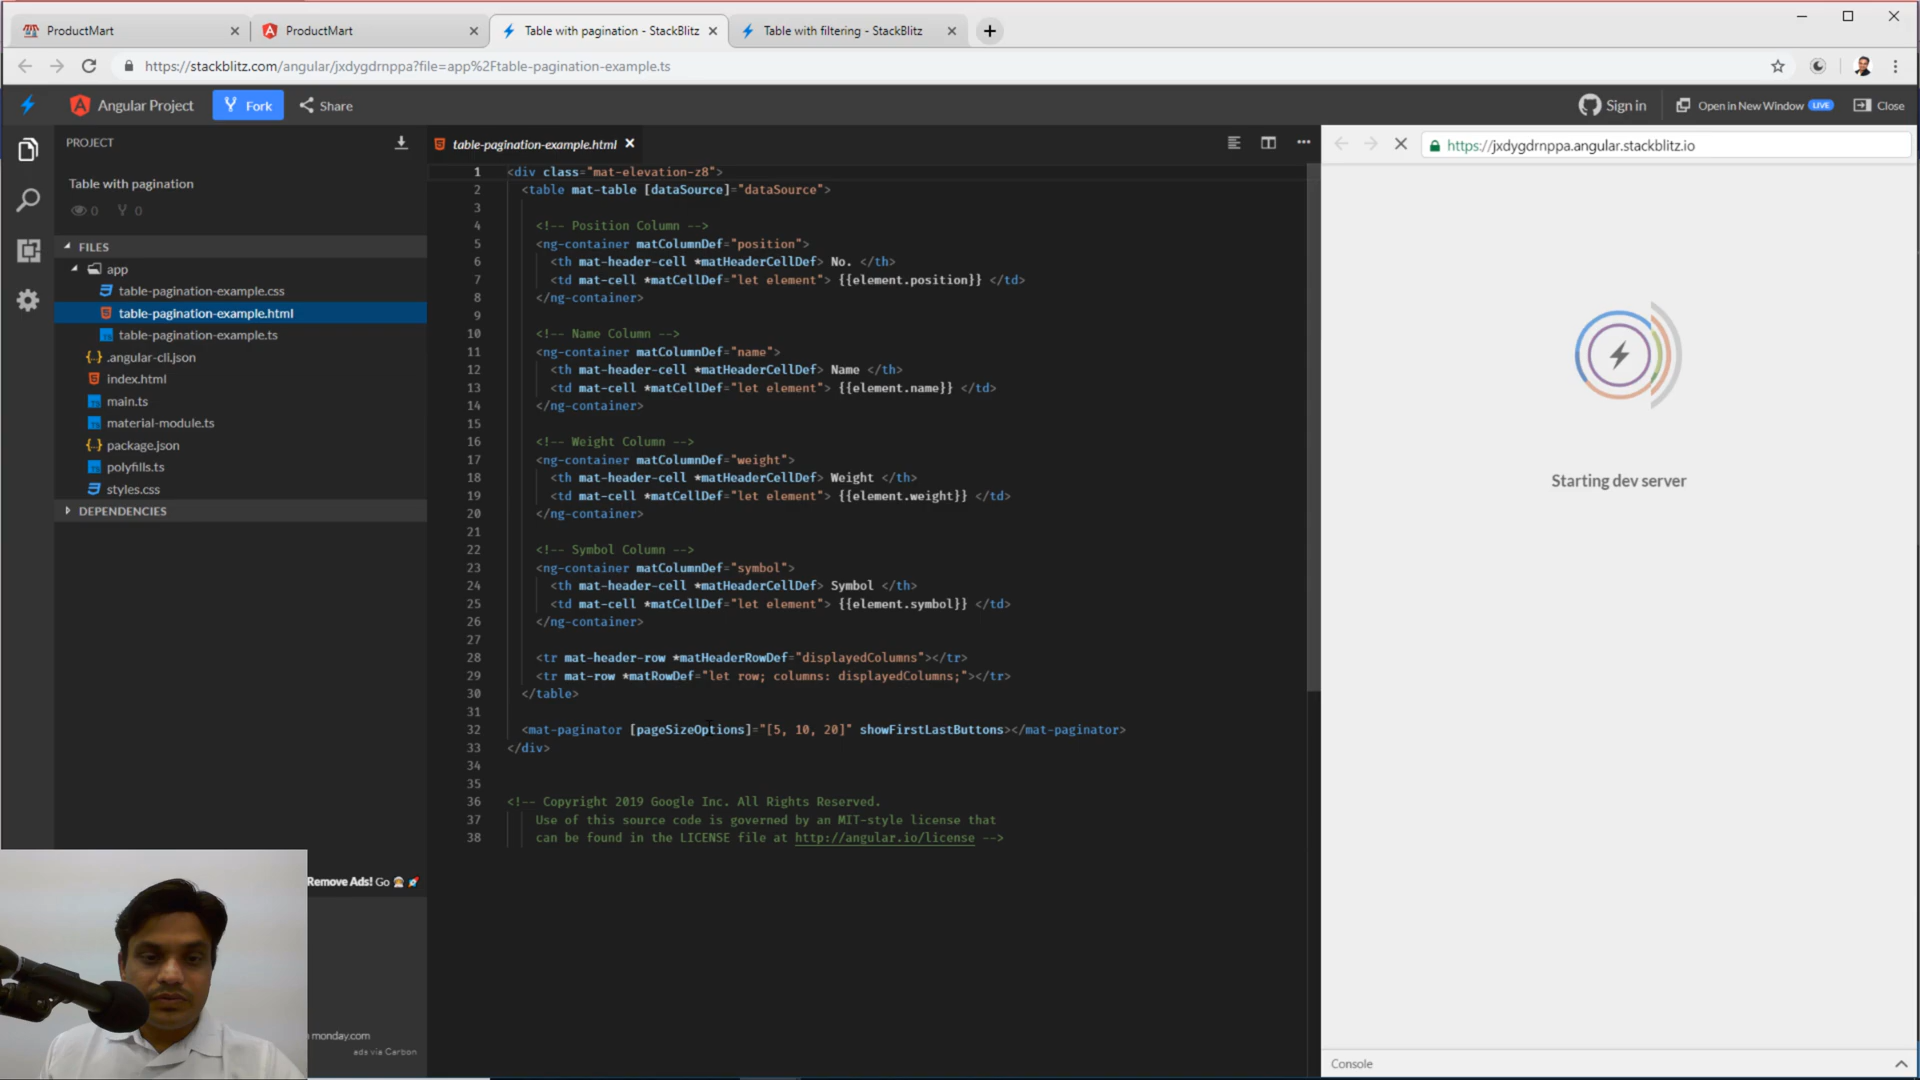 ProductMart
ProductMart
Table with pagination - StackBlitz
Table with filtering - StackBlitz
https://stackblitz.com/angular/jxdygdrnppa?file=app%2Ftable-pagination-example.ts
Angular Project
Fork
Share
Sign in
Open in New Window LIVE
Close
PROJECT
Table with pagination
0 0
FILES
app
table-pagination-example.css
table-pagination-example.html
table-pagination-example.ts
.angular-cli.json
index.html
main.ts
material-module.ts
package.json
polyfills.ts
styles.css
DEPENDENCIES
Remove Ads! Go
monday.com
ads via Carbon
table-pagination-example.html
1 <div class="mat-elevation-z8">
2 <table mat-table [dataSource]="dataSource">
3
4 <!-- Position Column -->
5 <ng-container matColumnDef="position">
6 <th mat-header-cell *matHeaderCellDef> No. </th>
7 <td mat-cell *matCellDef="let element"> {{element.position}} </td>
8 </ng-container>
9
10 <!-- Name Column -->
11 <ng-container matColumnDef="name">
12 <th mat-header-cell *matHeaderCellDef> Name </th>
13 <td mat-cell *matCellDef="let element"> {{element.name}} </td>
14 </ng-container>
15
16 <!-- Weight Column -->
17 <ng-container matColumnDef="weight">
18 <th mat-header-cell *matHeaderCellDef> Weight </th>
19 <td mat-cell *matCellDef="let element"> {{element.weight}} </td>
20 </ng-container>
21
22 <!-- Symbol Column -->
23 <ng-container matColumnDef="symbol">
24 <th mat-header-cell *matHeaderCellDef> Symbol </th>
25 <td mat-cell *matCellDef="let element"> {{element.symbol}} </td>
26 </ng-container>
27
28 <tr mat-header-row *matHeaderRowDef="displayedColumns"></tr>
29 <tr mat-row *matRowDef="let row; columns: displayedColumns;"></tr>
30 </table>
31
32 <mat-paginator [pageSizeOptions]="[5, 10, 20]" showFirstLastButtons></mat-paginator>
33 </div>
34
35
36 <!-- Copyright 2019 Google Inc. All Rights Reserved.
37 Use of this source code is governed by an MIT-style license that
38 can be found in the LICENSE file at http://angular.io/license -->
https://jxdygdrnppa.angular.stackblitz.io
Starting dev server
Console